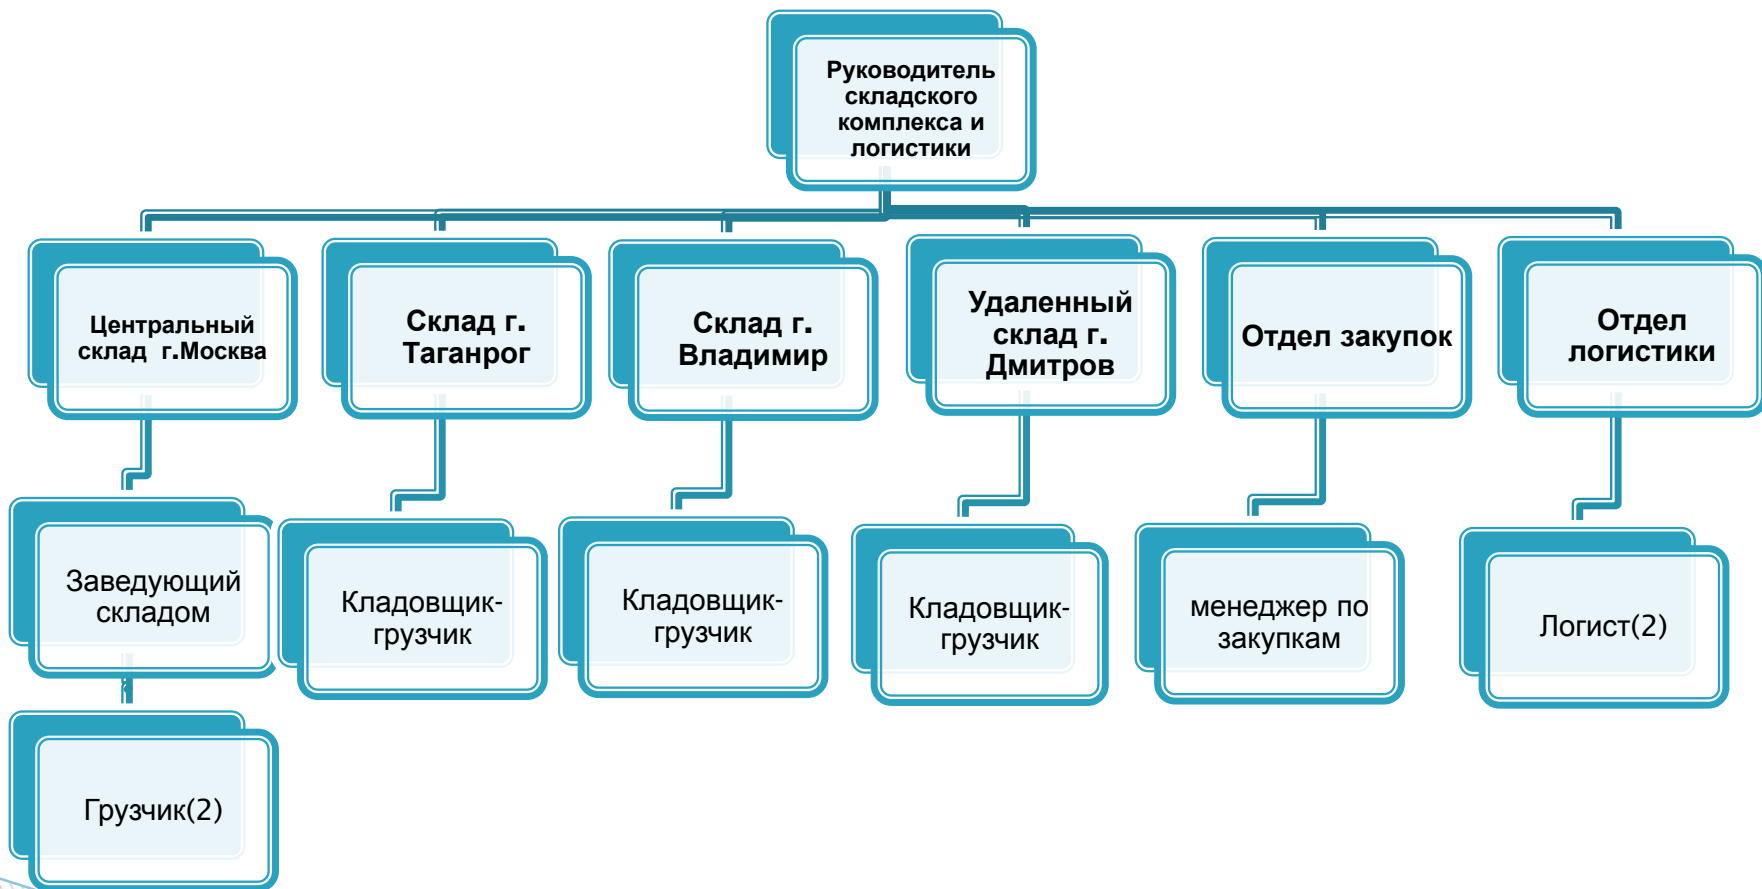 Руководитель
складского
комплекса и
логистики
Центральный
склад г.Москва
Склад г.
Таганрог
Склад г.
Владимир
Удаленный
склад г.
Дмитров
Отдел закупок
Отдел
логистики
Заведующий
складом
Кладовщик-
грузчик
Кладовщик-
грузчик
Кладовщик-
грузчик
менеджер по
закупкам
Логист(2)
Грузчик(2)